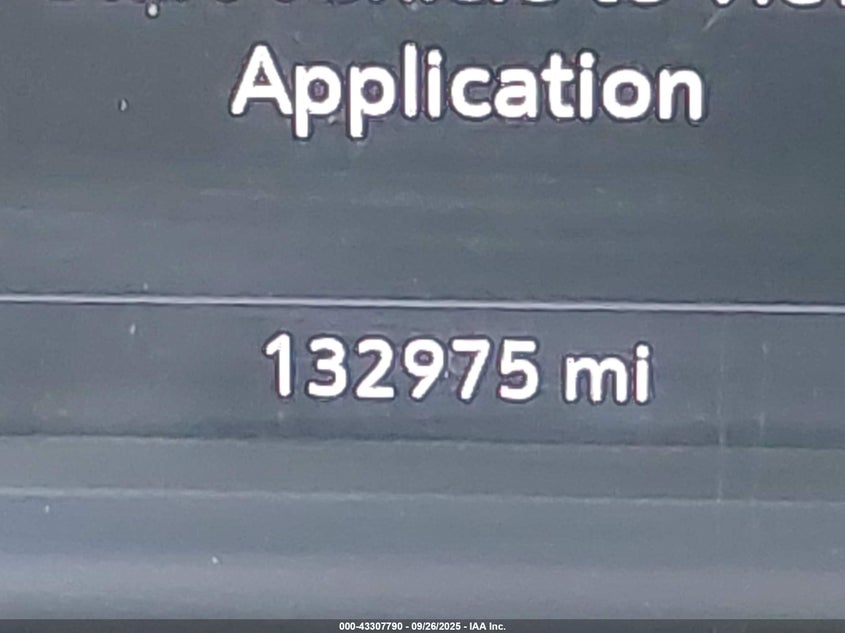 Application
132975 mi
000-43307790 - 09/26/2025 - IAA Inc.